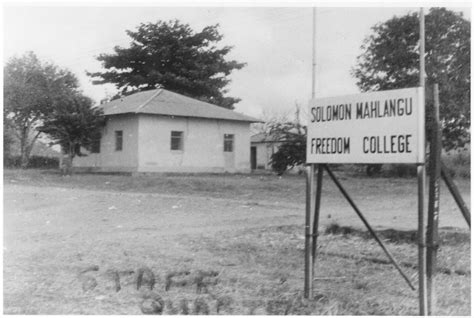 SOLOMON MAHLANGU
FREEDOM COLLEGE
STAFF
QUARTERS